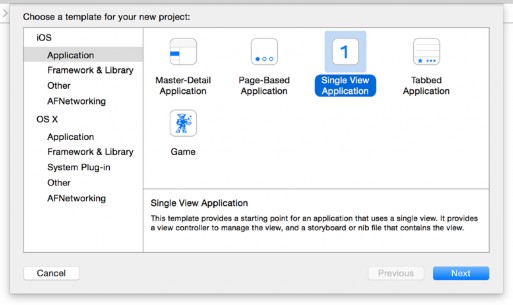 Choose a template for your new project:
iOS
Application
Framework & Library
Other
AFNetworking
OS X
Application
Framework & Library
System Plug-in
Other
AFNetworking
Master-Detail
Application
Page-Based
Application
1
Single View
Application
Tabbed
Application
Game
Single View Application
This template provides a starting point for an application that uses a single view. It provides
a view controller to manage the view, and a storyboard or nib file that contains the view.
Cancel
Previous
Next